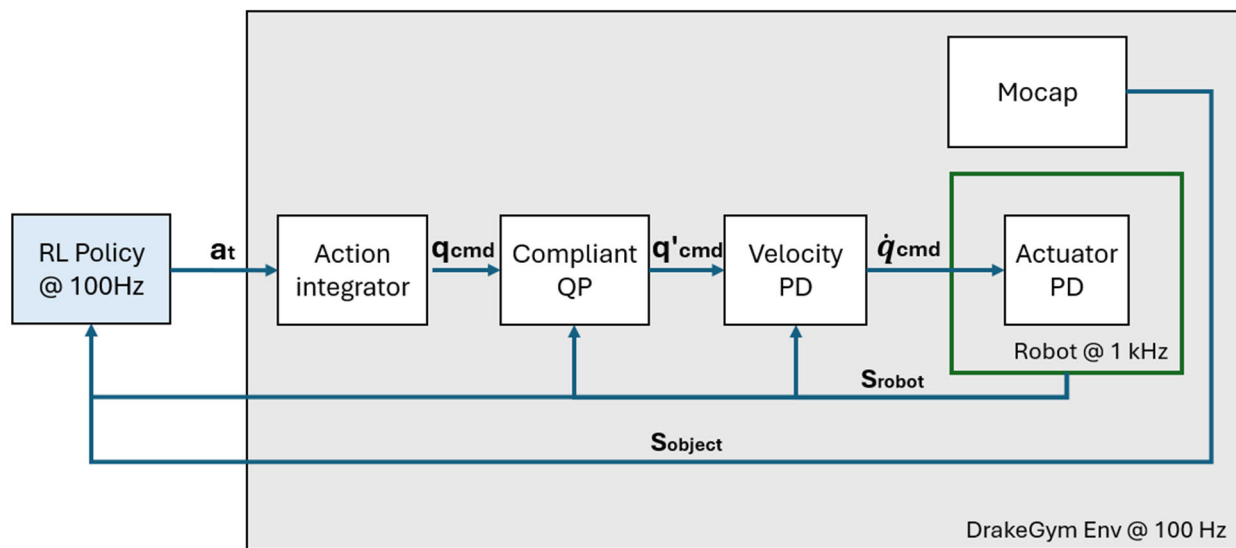 Mocap
RL Policy
@ 100Hz
at
Action
integrator
qcmd
Compliant
QP
q'cmd
Velocity
PD
q̇cmd
Actuator
PD
Robot @ 1 kHz
Srobot
Sobject
DrakeGym Env @ 100 Hz